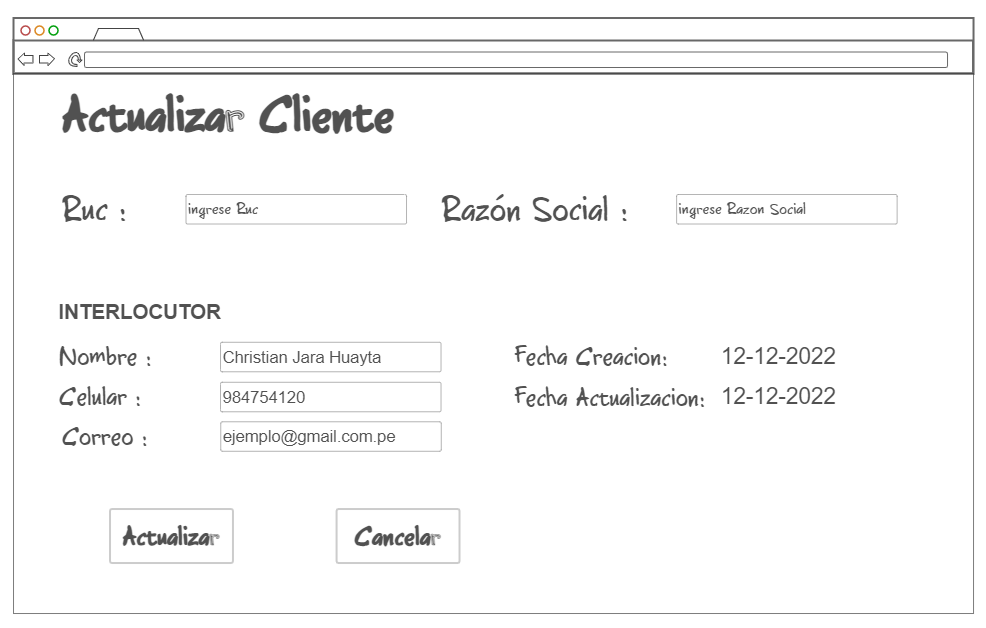 Actualizar Cliente
Ruc : ingrese Ruc Razón Social : ingrese Razon Social
INTERLOCUTOR
Nombre : Christian Jara Huayta Fecha Creacion: 12-12-2022
Celular : 984754120 Fecha Actualizacion: 12-12-2022
Correo : ejemplo@gmail.com.pe
Actualizar Cancelar